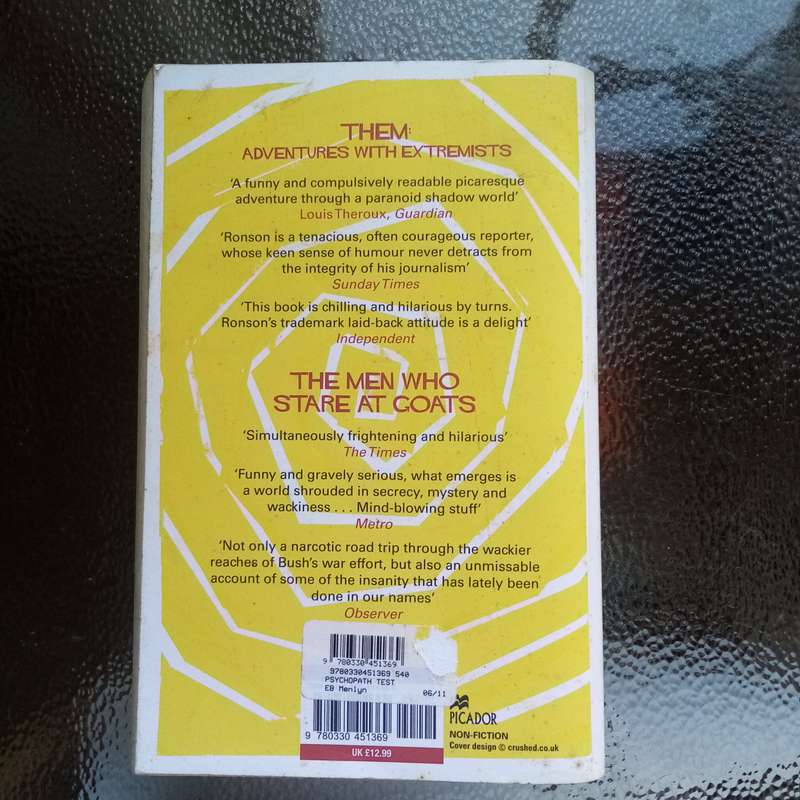 THEM:
ADVENTURES WITH EXTREMISTS
‘A funny and compulsively readable picaresque
adventure through a paranoid shadow world’
Louis Theroux, Guardian
‘Ronson is a tenacious, often courageous reporter,
whose keen sense of humour never detracts from
the integrity of his journalism’
Sunday Times
‘This book is chilling and hilarious by turns.
Ronson’s trademark laid-back attitude is a delight’
Independent
THE MEN WHO
STARE AT GOATS
‘Simultaneously frightening and hilarious’
The Times
‘Funny and gravely serious, what emerges is
a world shrouded in secrecy, mystery and
wackiness . . . Mind-blowing stuff’
Metro
‘Not only a narcotic road trip through the wackier
reaches of Bush’s war effort, but also an unmissable
account of some of the insanity that has lately been
done in our names’
Observer
9 780330 451369
9780330451369 540
PSYCHOPATH TEST
EB Menlyn 06/11
9 780330 451369
UK £12.99
PICADOR
NON-FICTION
Cover design © crushed.co.uk